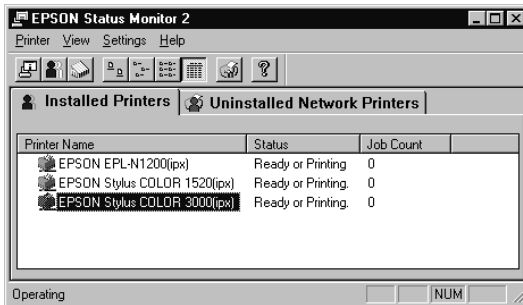 EPSON Status Monitor 2
Printer View Settings Help
Installed Printers Uninstalled Network Printers
Printer Name Status Job Count
EPSON EPL-N1200(ipx) Ready or Printing 0
EPSON Stylus COLOR 1520(ipx) Ready or Printing. 0
EPSON Stylus COLOR 3000(ipx) Ready or Printing. 0
Operating NUM